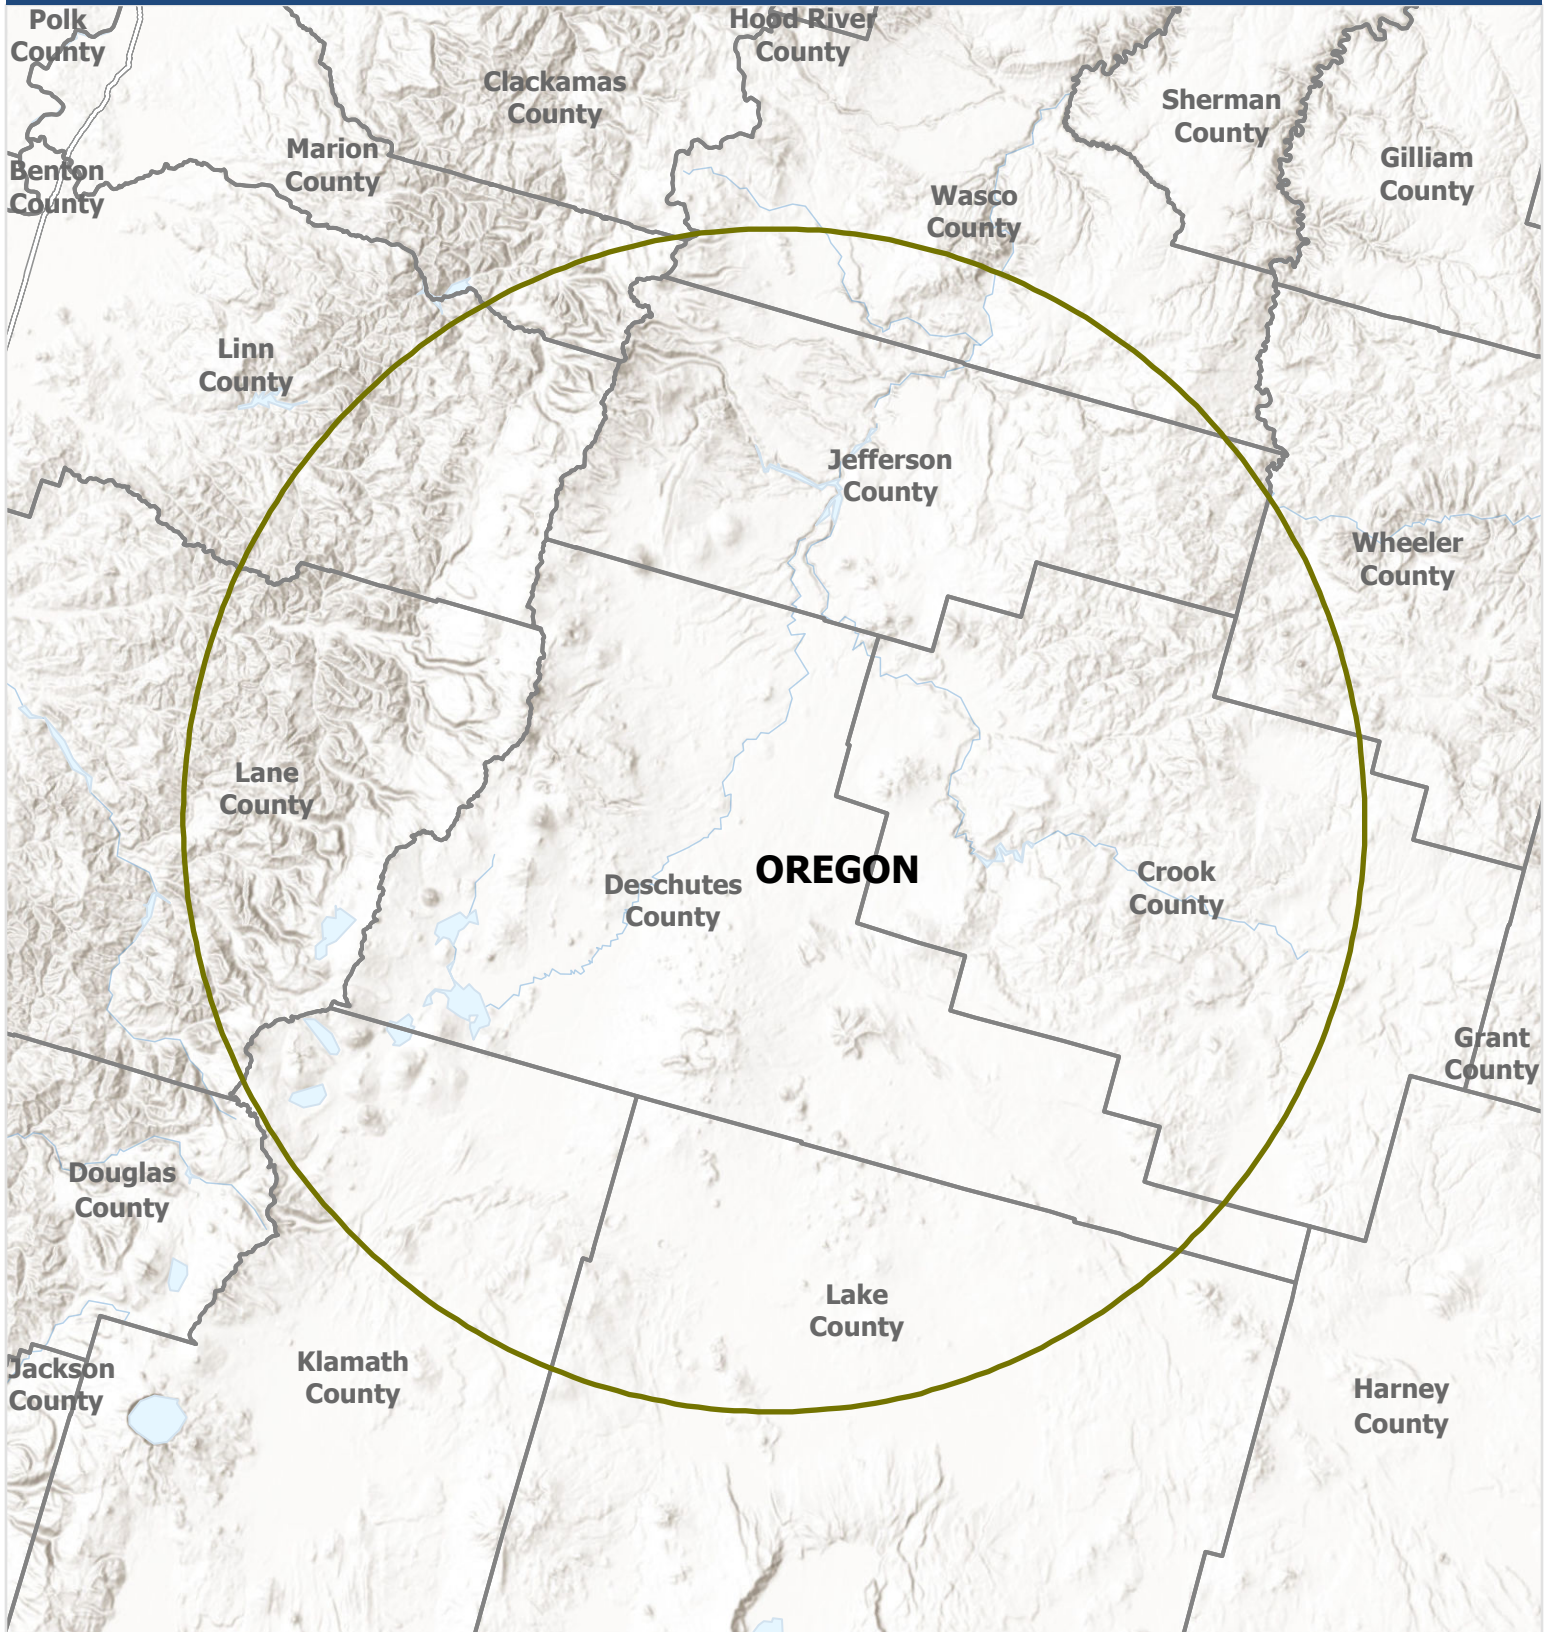 Polk
County
Hood River
County
Clackamas
County
Sherman
County
Marion
County
Gilliam
County
Benton
County
Wasco
County
Linn
County
Jefferson
County
Wheeler
County
Lane
County
OREGON
Deschutes
County
Crook
County
Grant
County
Douglas
County
Lake
County
Jackson
County
Klamath
County
Harney
County